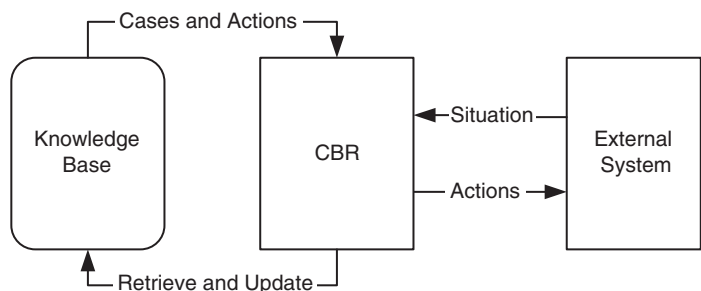 Cases and Actions
Knowledge
Base
CBR
Situation
Actions
External
System
Retrieve and Update